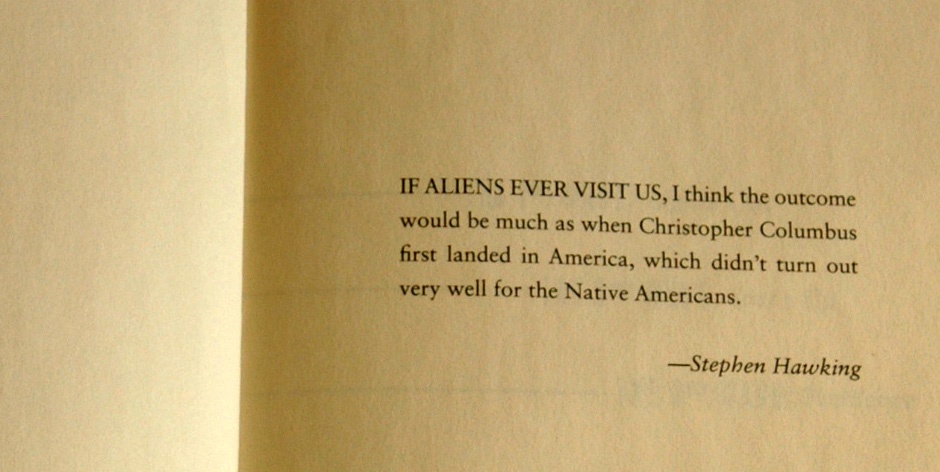 IF ALIENS EVER VISIT US, I think the outcome
would be much as when Christopher Columbus
first landed in America, which didn't turn out
very well for the Native Americans.
—Stephen Hawking